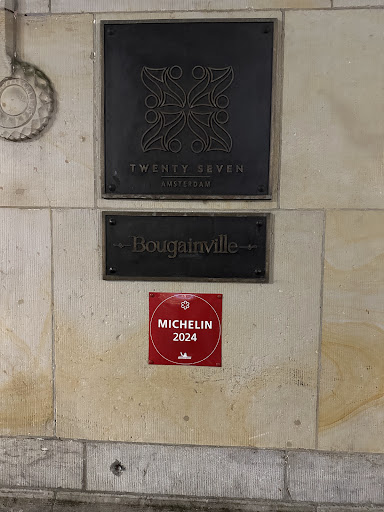 TWENTY SEVEN
AMSTERDAM
Bougainville
MICHELIN
2024